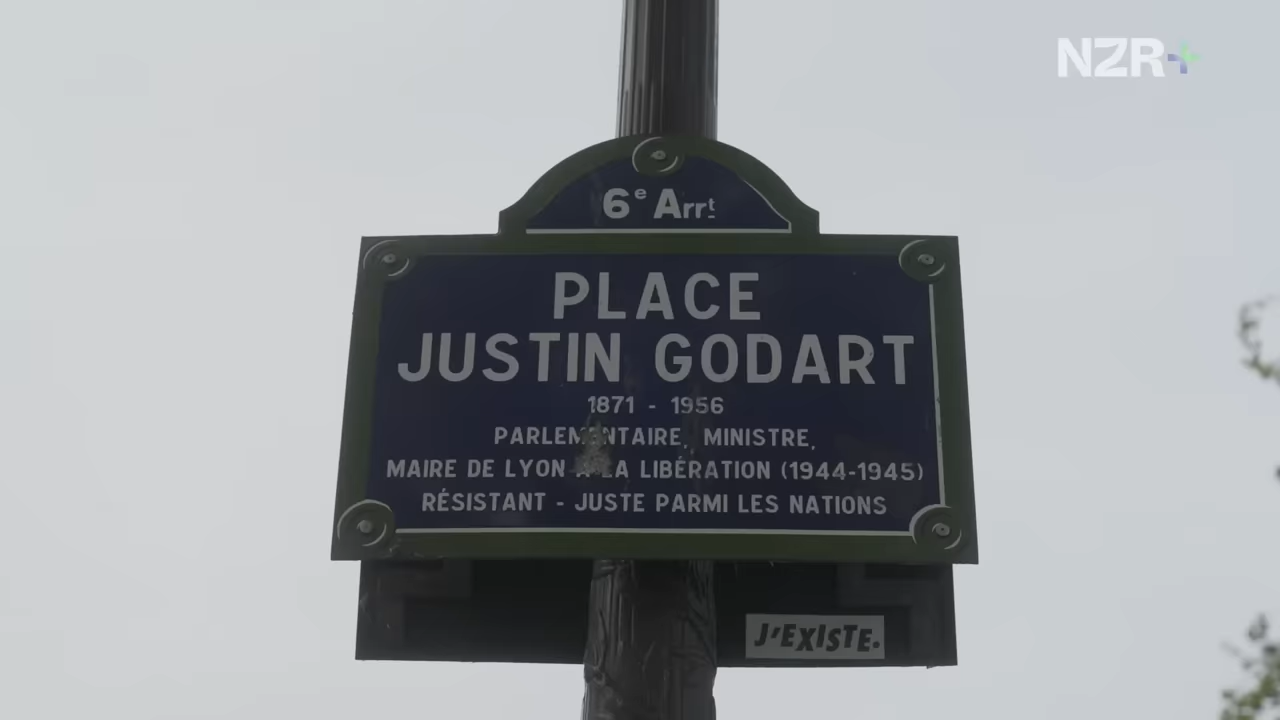 NZR+
6e Arrt
PLACE
JUSTIN GODART
1871 - 1956
PARLEMENTAIRE, MINISTRE,
MAIRE DE LYON À LA LIBÉRATION (1944-1945)
RÉSISTANT - JUSTE PARMI LES NATIONS
J'EXISTE.